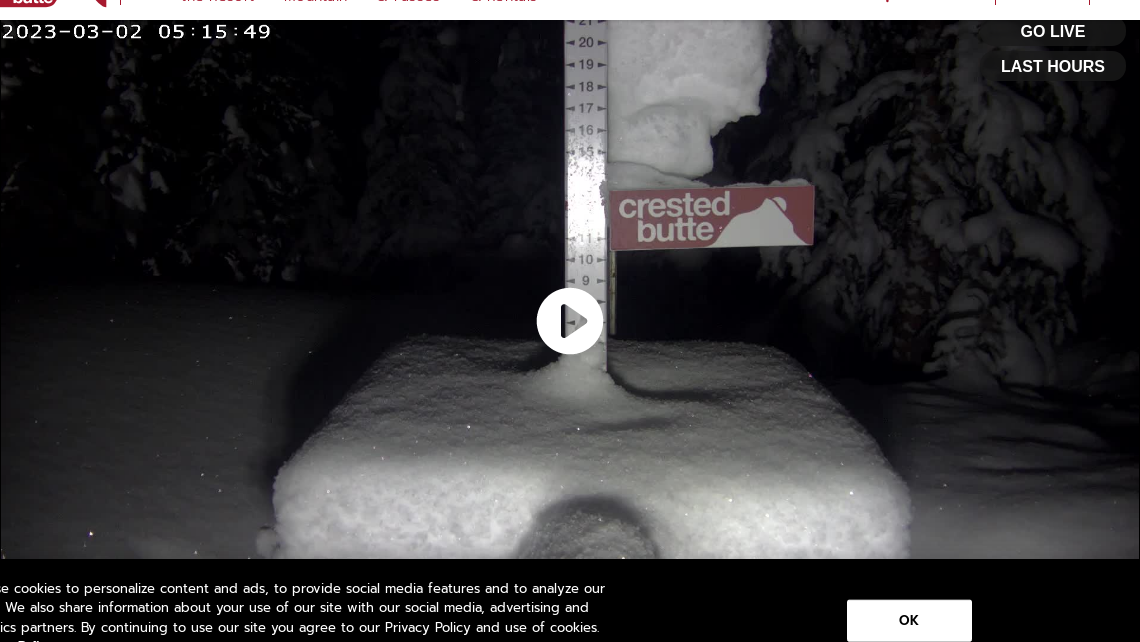 butte
2023-03-02 05:15:49
GO LIVE
LAST HOURS
21
20
19
18
17
16
15
crested
butte
11
10
9
e cookies to personalize content and ads, to provide social media features and to analyze our
We also share information about your use of our site with our social media, advertising and
ics partners. By continuing to use our site you agree to our Privacy Policy and use of cookies.
OK